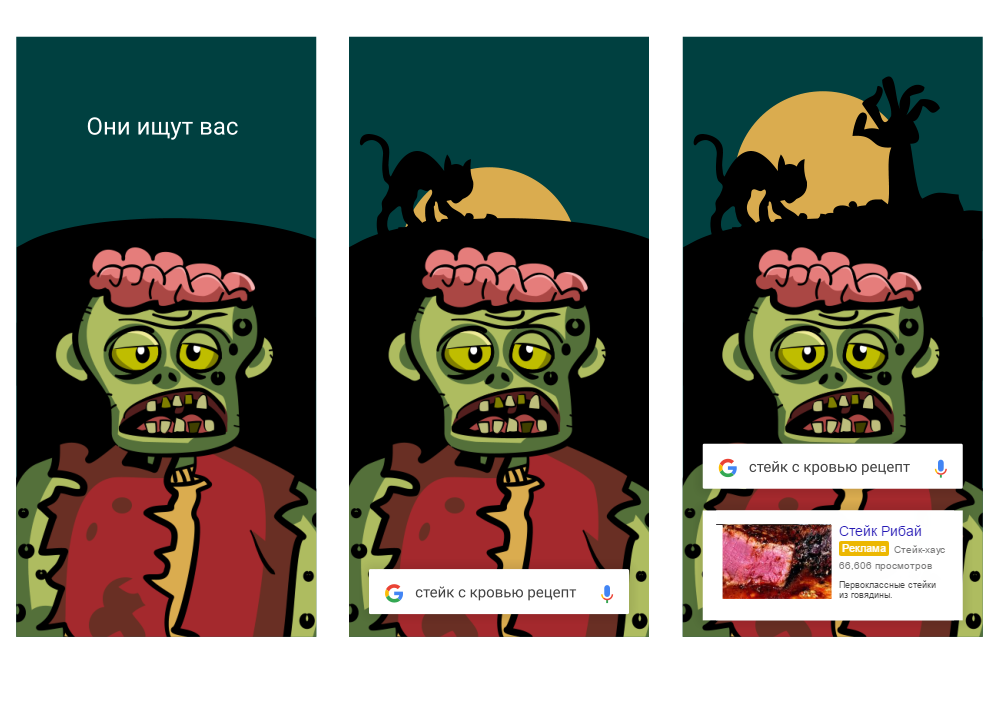 Они ищут вас
стейк с кровью рецепт
стейк с кровью рецепт
Стейк Рибай
Реклама Стейк-хаус
66,606 просмотров
Первоклассные стейки
из говядины.